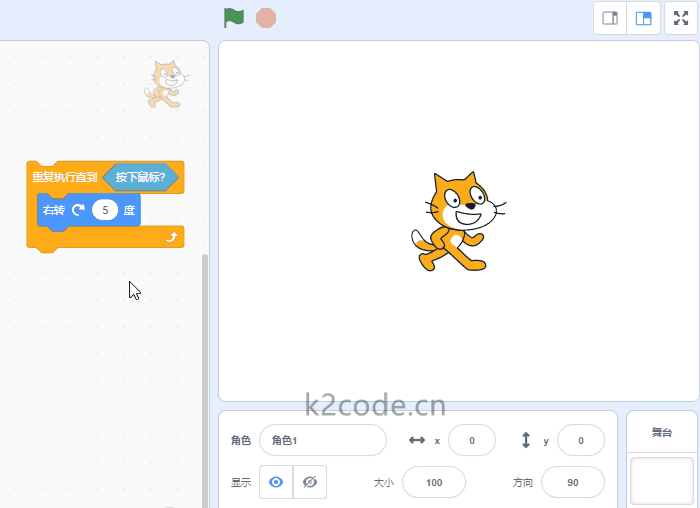 重复执行直到 按下鼠标?
右转 5 度
k2code.cn
角色 角色1 x 0 y 0
显示 大小 100 方向 90
舞台